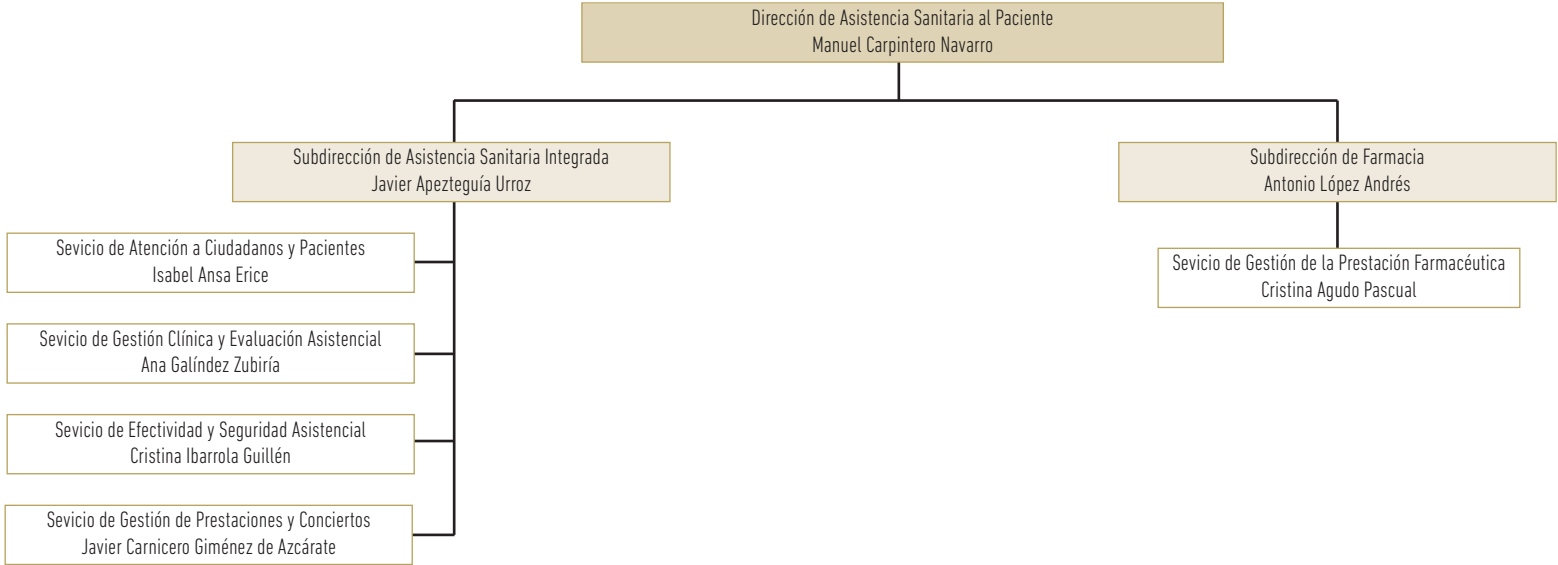 Dirección de Asistencia Sanitaria al Paciente
Manuel Carpintero Navarro
Subdirección de Asistencia Sanitaria Integrada
Javier Apezteguía Urroz
Subdirección de Farmacia
Antonio López Andrés
Sevicio de Atención a Ciudadanos y Pacientes
Isabel Ansa Erice
Sevicio de Gestión de la Prestación Farmacéutica
Cristina Agudo Pascual
Sevicio de Gestión Clínica y Evaluación Asistencial
Ana Galíndez Zubiría
Sevicio de Efectividad y Seguridad Asistencial
Cristina Ibarrola Guillén
Sevicio de Gestión de Prestaciones y Conciertos
Javier Carnicero Giménez de Azcárate